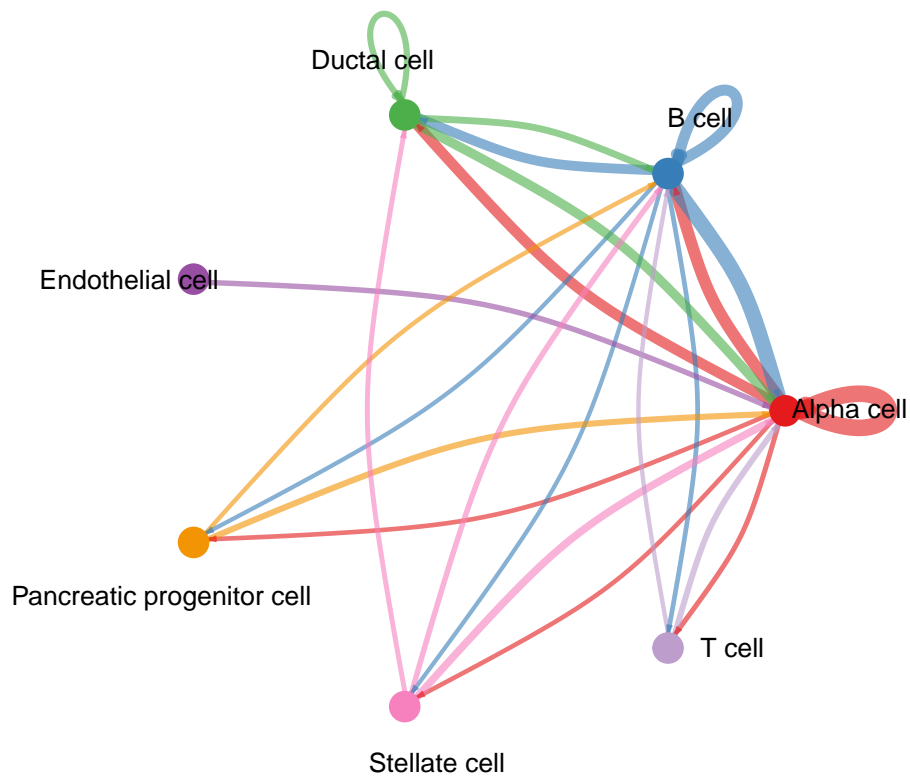 Ductal cell
B cell
Endothelial cell
Alpha cell
Pancreatic progenitor cell
T cell
Stellate cell